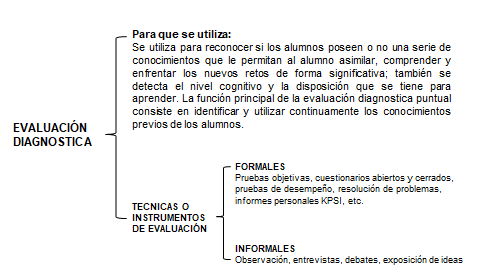 Para que se utiliza:
Se utiliza para reconocer si los alumnos poseen o no una serie de
conocimientos que le permitan al alumno asimilar, comprender y
enfrentar los nuevos retos de forma significativa; también se
detecta el nivel cognitivo y la disposición que se tiene para
aprender. La función principal de la evaluación diagnostica puntual
consiste en identificar y utilizar continuamente los conocimientos
previos de los alumnos.
EVALUACIÓN
DIAGNOSTICA
FORMALES
Pruebas objetivas, cuestionarios abiertos y cerrados,
pruebas de desempeño, resolución de problemas,
informes personales KPSI, etc.
TECNICAS O
INSTRUMENTOS
DE EVALUACIÓN
INFORMALES
Observación, entrevistas, debates, exposición de ideas